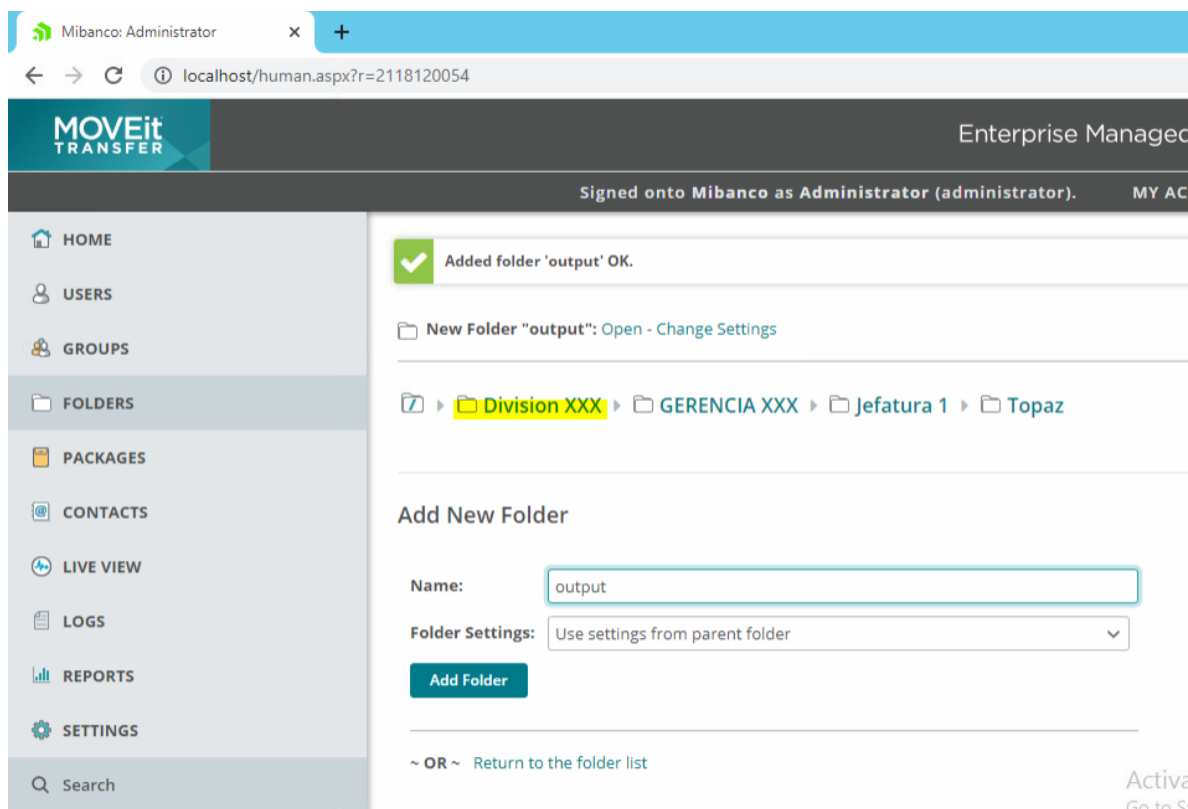 Mibanco: Administrator
localhost/human.aspx?r=2118120054
MOVEit
TRANSFER
Enterprise Managed
Signed onto Mibanco as Administrator (administrator). MY AC
HOME
USERS
GROUPS
FOLDERS
PACKAGES
CONTACTS
LIVE VIEW
LOGS
REPORTS
SETTINGS
Search
Added folder 'output' OK.
New Folder "output": Open - Change Settings
Division XXX GERENCIA XXX Jefatura 1 Topaz
Add New Folder
Name: output
Folder Settings: Use settings from parent folder
Add Folder
~ OR ~ Return to the folder list
Activa
Go to S